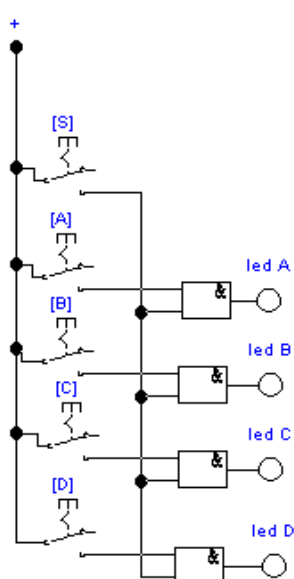 +
[S]
[A]
led A
&
[B]
led B
&
[C]
led C
&
[D]
led D
&